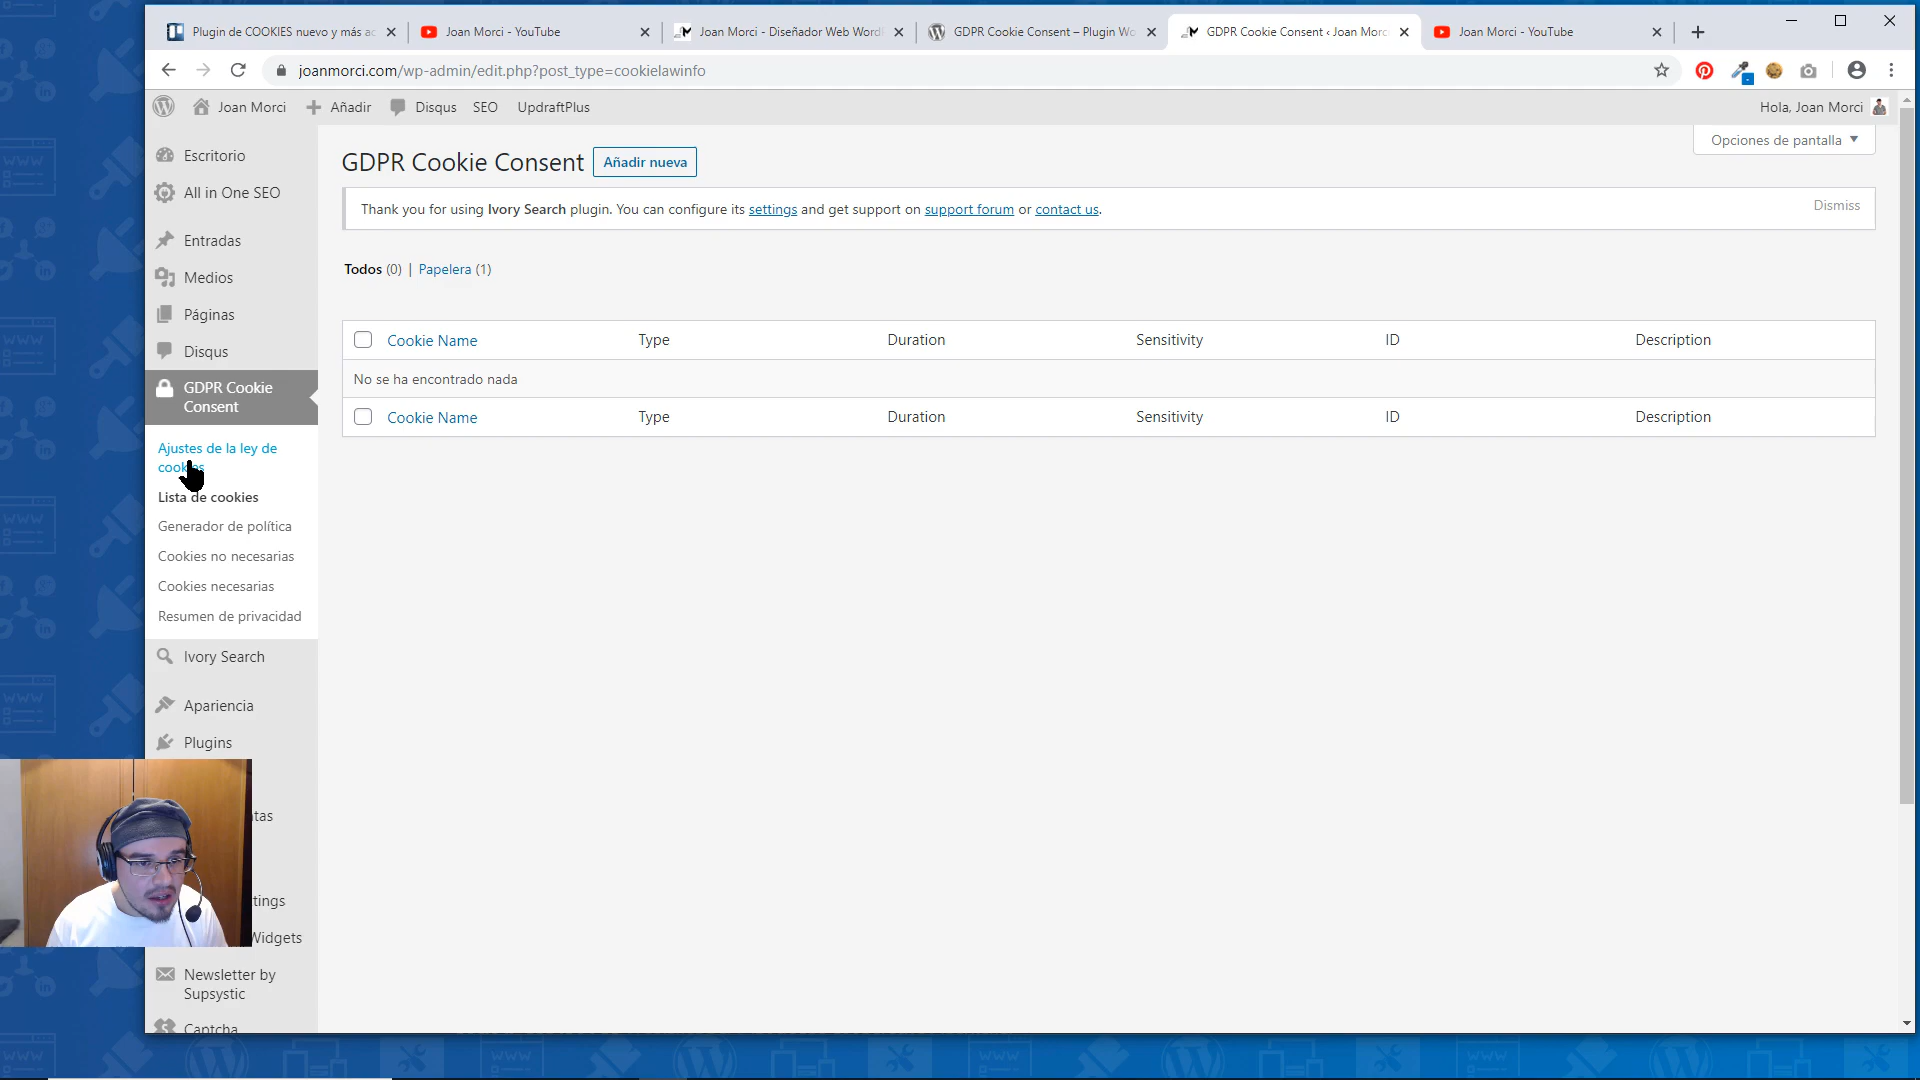 Plugin de COOKIES nuevo y más ac
Joan Morci - YouTube
Joan Morci - Diseñador Web Word
GDPR Cookie Consent – Plugin Wo
GDPR Cookie Consent ‹ Joan Morc
Joan Morci - YouTube
joanmorci.com/wp-admin/edit.php?post_type=cookielawinfo
Joan Morci
Añadir
Disqus
SEO
UpdraftPlus
Hola, Joan Morci
Opciones de pantalla
Escritorio
All in One SEO
Entradas
Medios
Páginas
Disqus
GDPR Cookie
Consent
Ajustes de la ley de
cookies
Lista de cookies
Generador de política
Cookies no necesarias
Cookies necesarias
Resumen de privacidad
Ivory Search
Apariencia
Plugins
tas
tings
Widgets
Newsletter by
Supsystic
Captcha
GDPR Cookie Consent
Añadir nueva
Thank you for using Ivory Search plugin. You can configure its settings and get support on support forum or contact us.
Dismiss
Todos (0) | Papelera (1)
Cookie Name Type Duration Sensitivity ID Description
No se ha encontrado nada
Cookie Name Type Duration Sensitivity ID Description